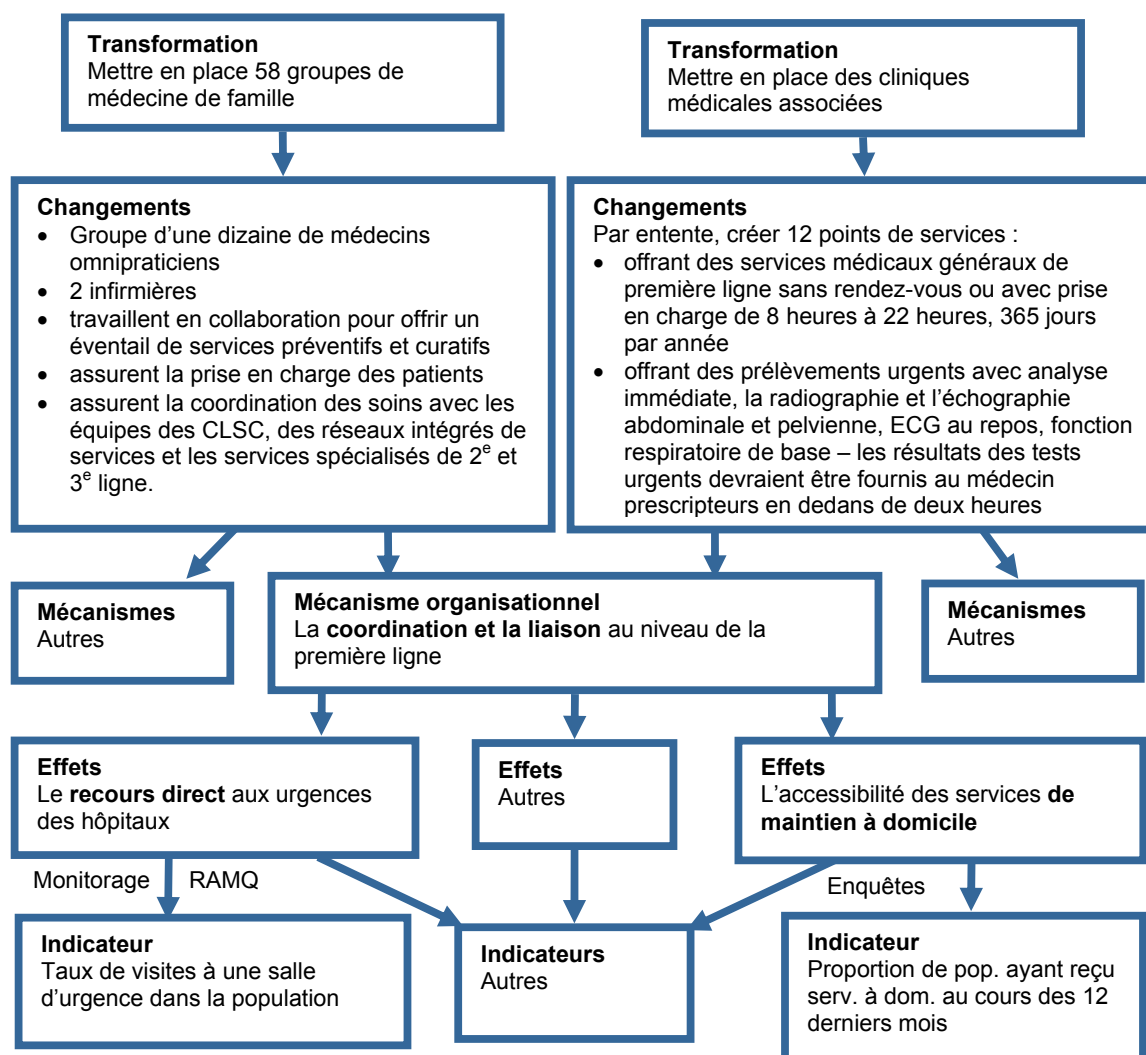 Transformation
Mettre en place 58 groupes de
médecine de famille
Transformation
Mettre en place des cliniques
médicales associées
Changements
• Groupe d’une dizaine de médecins
omnipraticiens
• 2 infirmières
• travaillent en collaboration pour offrir un
éventail de services préventifs et curatifs
• assurent la prise en charge des patients
• assurent la coordination des soins avec les
équipes des CLSC, des réseaux intégrés de
services et les services spécialisés de 2e et
3e ligne.
Changements
Par entente, créer 12 points de services :
• offrant des services médicaux généraux de
première ligne sans rendez-vous ou avec prise
en charge de 8 heures à 22 heures, 365 jours
par année
• offrant des prélèvements urgents avec analyse
immédiate, la radiographie et l’échographie
abdominale et pelvienne, ECG au repos, fonction
respiratoire de base – les résultats des tests
urgents devraient être fournis au médecin
prescripteurs en dedans de deux heures
Mécanismes
Autres
Mécanisme organisationnel
La coordination et la liaison au niveau de la
première ligne
Mécanismes
Autres
Effets
Le recours direct aux urgences
des hôpitaux
Effets
Autres
Effets
L’accessibilité des services de
maintien à domicile
Monitorage RAMQ
Enquêtes
Indicateur
Taux de visites à une salle
d’urgence dans la population
Indicateurs
Autres
Indicateur
Proportion de pop. ayant reçu
serv. à dom. au cours des 12
derniers mois